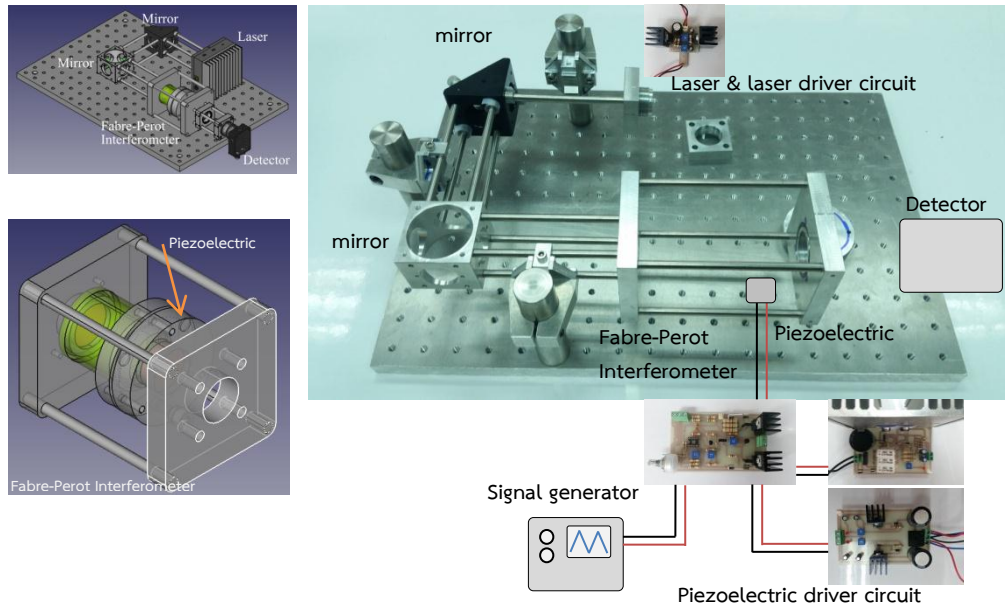 Mirror
Laser
Mirror
Fabre-Perot
Interferometer
Detector
Piezoelectric
Fabre-Perot Interferometer
mirror
Laser & laser driver circuit
mirror
Detector
Fabre-Perot
Interferometer
Piezoelectric
Signal generator
Piezoelectric driver circuit